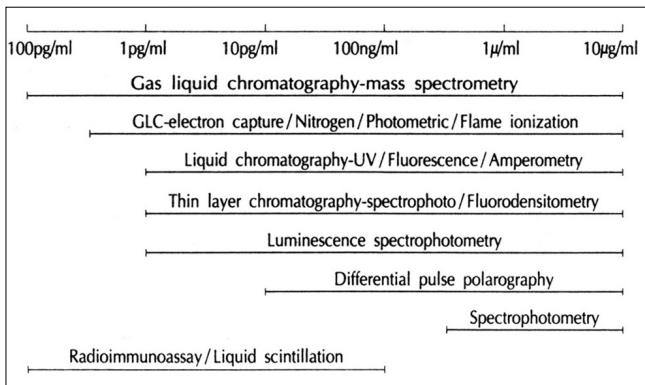 100pg/ml 1pg/ml 10pg/ml 100ng/ml 1µ/ml 10µg/ml
Gas liquid chromatography-mass spectrometry
GLC-electron capture/Nitrogen/Photometric/Flame ionization
Liquid chromatography-UV/Fluorescence/Amperometry
Thin layer chromatography-spectrophoto/Fluorodensitometry
Luminescence spectrophotometry
Differential pulse polarography
Spectrophotometry
Radioimmunoassay/Liquid scintillation